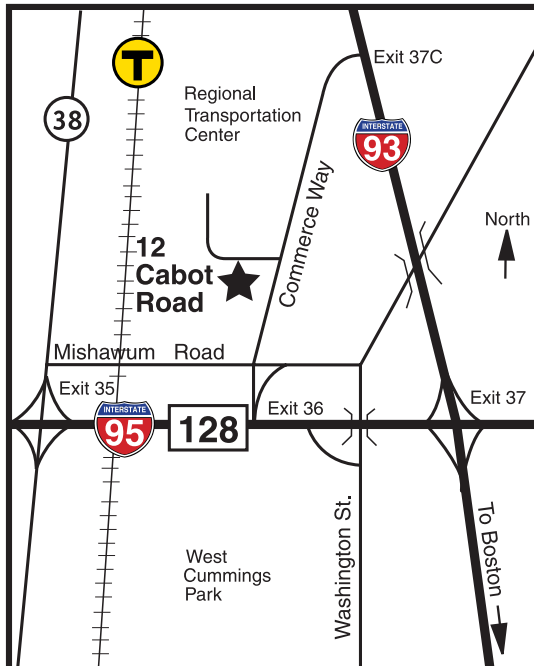 T
Exit 37C
Regional
Transportation
Center
38
INTERSTATE
93
Commerce Way
North
12
Cabot
Road
Mishawum Road
Exit 35
INTERSTATE
95
128
Exit 36
Exit 37
West
Cummings
Park
Washington St.
To Boston